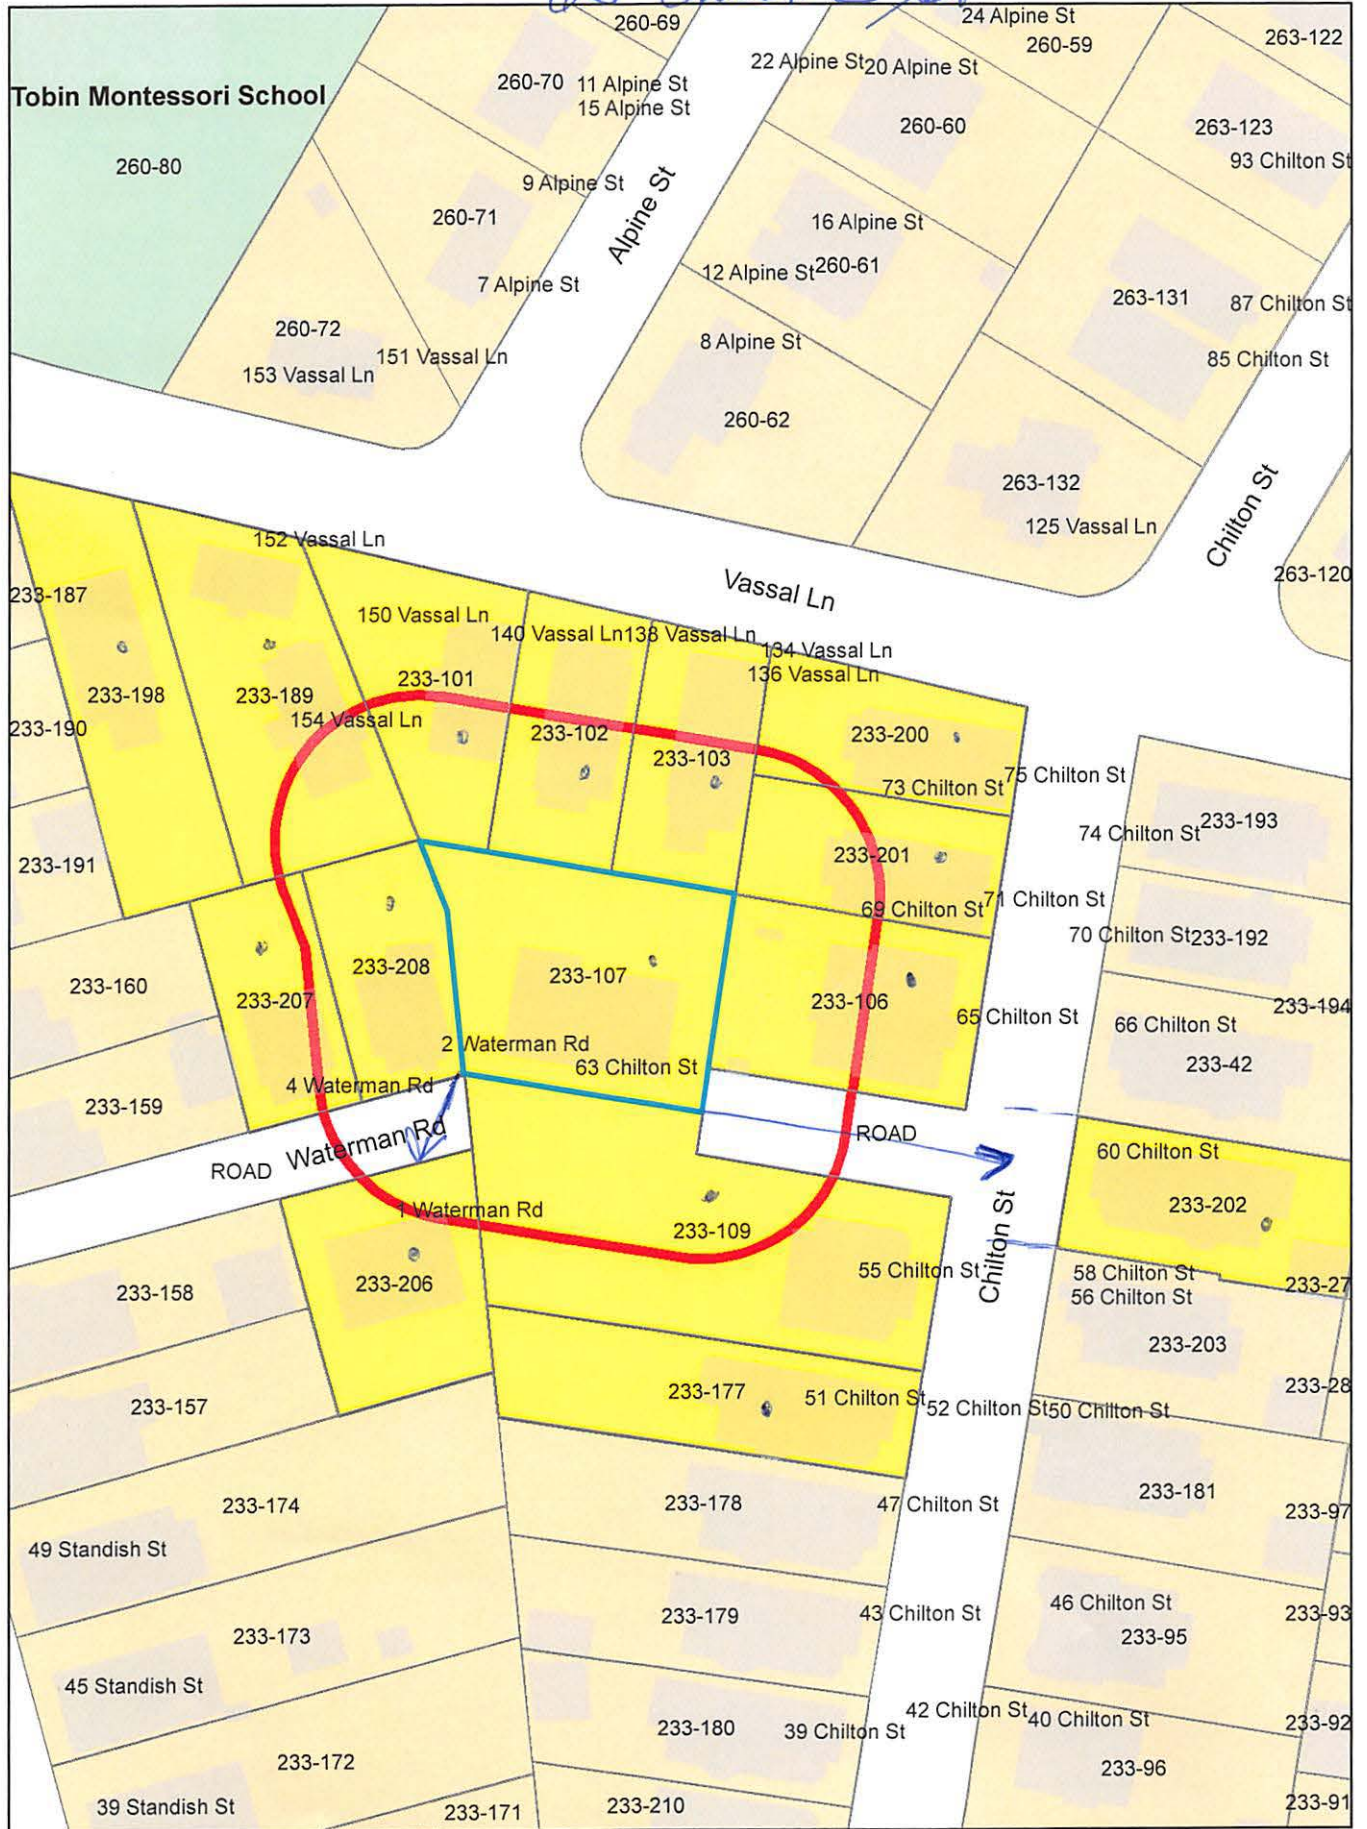 24 Alpine St
260-69
260-59
263-122
22 Alpine St
20 Alpine St
260-70
11 Alpine St
15 Alpine St
Tobin Montessori School
260-80
260-60
263-123
93 Chilton St
9 Alpine St
260-71
Alpine St
16 Alpine St
12 Alpine St
260-61
7 Alpine St
263-131
87 Chilton St
260-72
151 Vassal Ln
153 Vassal Ln
8 Alpine St
85 Chilton St
260-62
263-132
125 Vassal Ln
Chilton St
152 Vassal Ln
Vassal Ln
263-120
233-187
150 Vassal Ln
140 Vassal Ln
138 Vassal Ln
134 Vassal Ln
136 Vassal Ln
233-198
233-189
233-101
154 Vassal Ln
233-190
233-102
233-103
233-200
73 Chilton St
75 Chilton St
74 Chilton St
233-193
233-191
233-201
69 Chilton St
71 Chilton St
70 Chilton St
233-192
233-160
233-207
233-208
233-107
233-106
65 Chilton St
66 Chilton St
233-194
233-42
2 Waterman Rd
63 Chilton St
4 Waterman Rd
233-159
ROAD
Waterman Rd
ROAD
60 Chilton St
233-202
1 Waterman Rd
233-109
Chilton St
233-206
233-158
55 Chilton St
58 Chilton St
56 Chilton St
233-27
233-203
233-157
233-177
51 Chilton St
52 Chilton St
50 Chilton St
233-28
233-174
233-178
47 Chilton St
233-181
233-97
49 Standish St
233-173
233-179
43 Chilton St
46 Chilton St
233-95
233-93
45 Standish St
233-180
39 Chilton St
42 Chilton St
40 Chilton St
233-92
233-172
233-96
39 Standish St
233-171
233-210
233-91